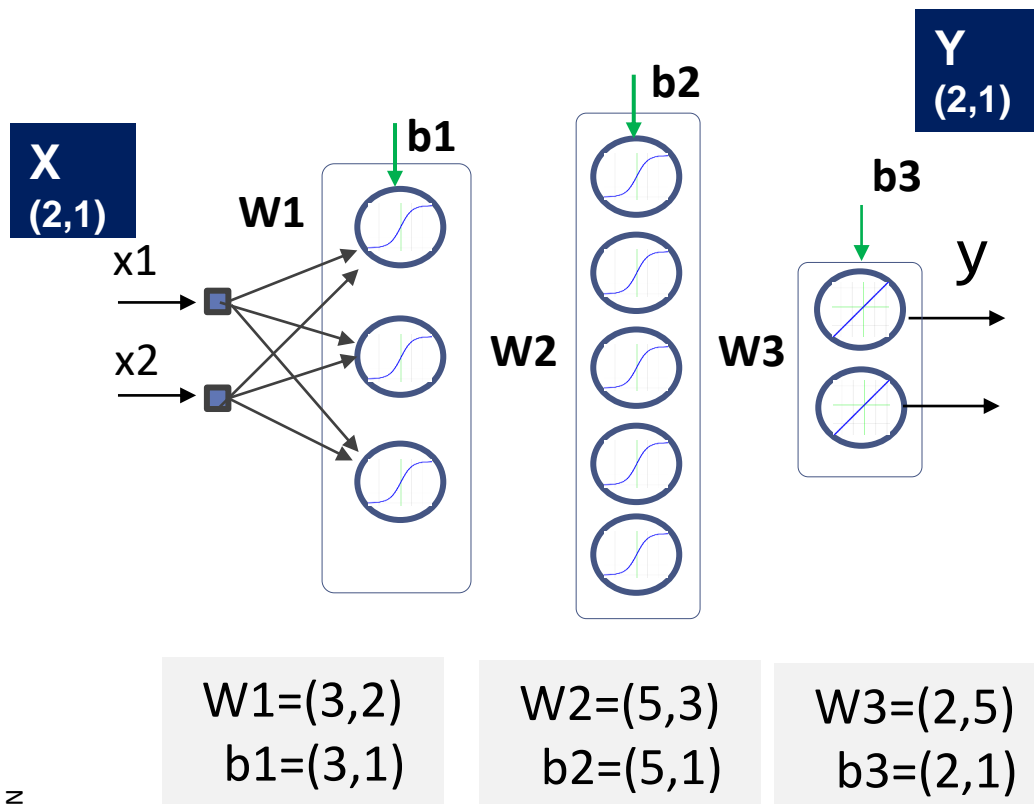 Y
(2,1)
b2
b1
X
(2,1)
b3
W1
x1
y
W2
W3
x2
W1=(3,2)
b1=(3,1)
W2=(5,3)
b2=(5,1)
W3=(2,5)
b3=(2,1)
N